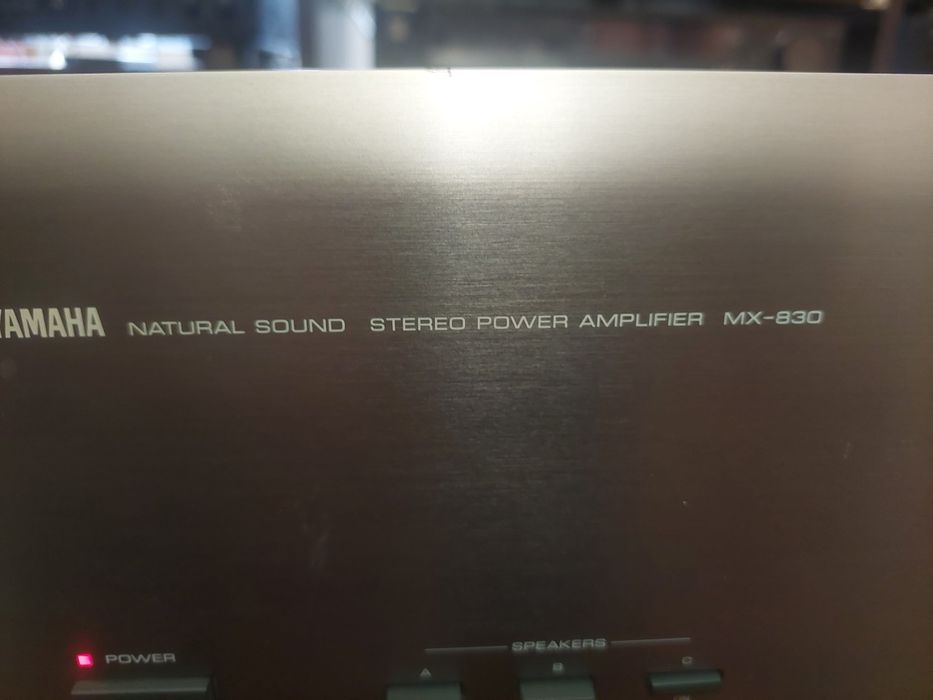 YAMAHA NATURAL SOUND STEREO POWER AMPLIFIER MX-830
SPEAKERS
POWER A B C